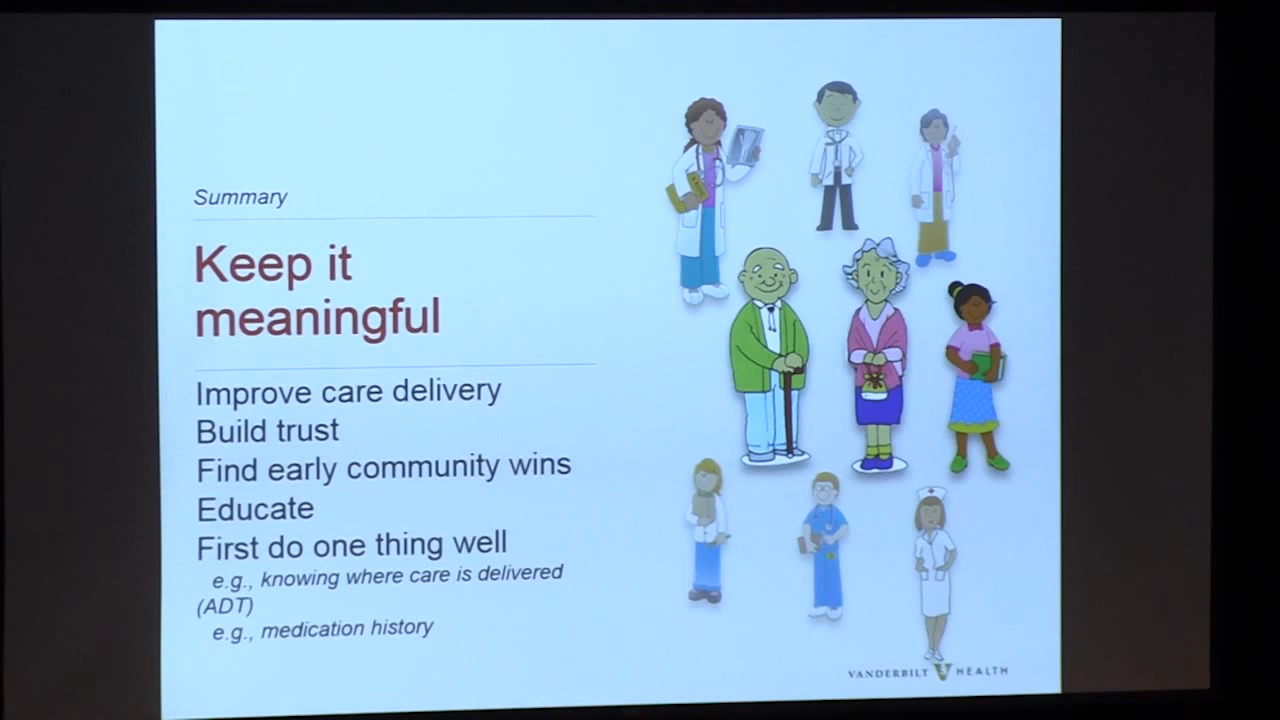 Summary
Keep it
meaningful
Improve care delivery
Build trust
Find early community wins
Educate
First do one thing well
e.g., knowing where care is delivered
(ADT)
e.g., medication history
VANDERBILT V HEALTH